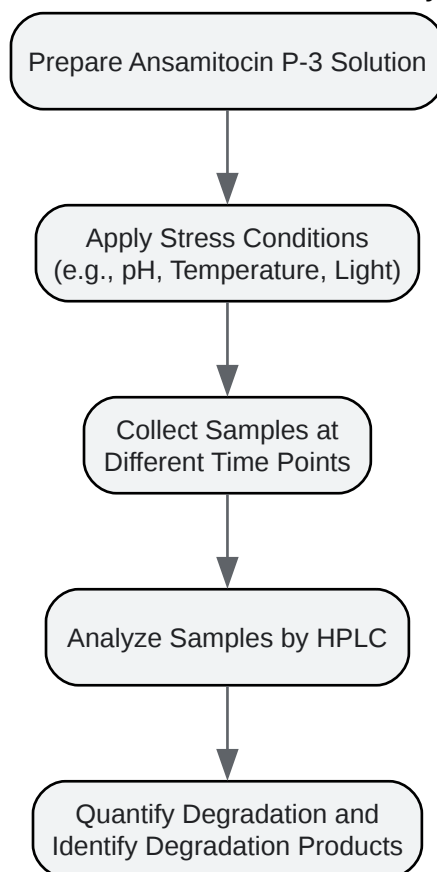 Prepare Ansamitocin P-3 Solution
Apply Stress Conditions
(e.g., pH, Temperature, Light)
Collect Samples at
Different Time Points
Analyze Samples by HPLC
Quantify Degradation and
Identify Degradation Products